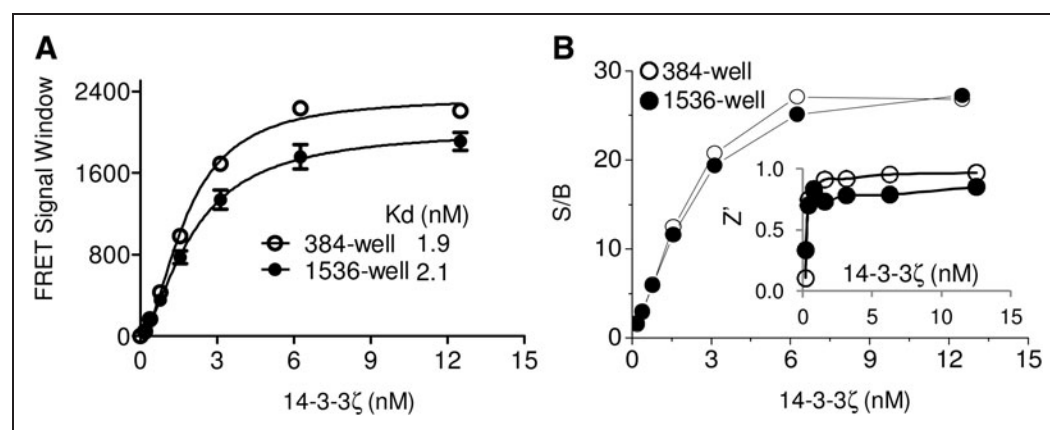 A
FRET Signal Window
2400
1600
800
0
0 3 6 9 12 15
14-3-3ζ (nM)
Kd (nM)
384-well 1.9
1536-well 2.1
B
384-well
1536-well
S/B
30
20
10
0
0 3 6 9 12 15
14-3-3ζ (nM)
Z'
1.0
0.5
0.0
14-3-3ζ (nM)
0 5 10 15